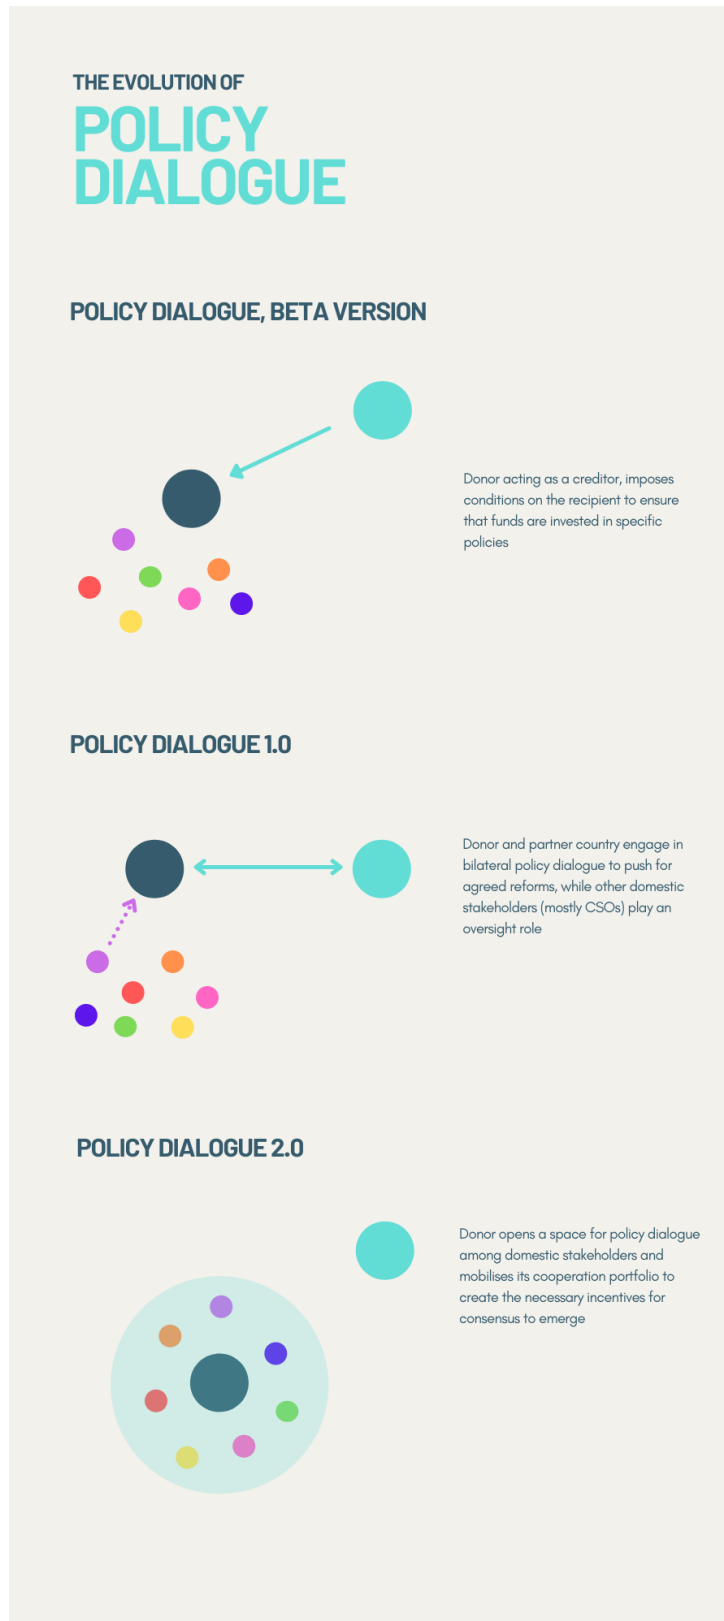 THE EVOLUTION OF
POLICY
DIALOGUE
POLICY DIALOGUE, BETA VERSION
Donor acting as a creditor, imposes
conditions on the recipient to ensure
that funds are invested in specific
policies
POLICY DIALOGUE 1.0
Donor and partner country engage in
bilateral policy dialogue to push for
agreed reforms, while other domestic
stakeholders (mostly CSOs) play an
oversight role
POLICY DIALOGUE 2.0
Donor opens a space for policy dialogue
among domestic stakeholders and
mobilises its cooperation portfolio to
create the necessary incentives for
consensus to emerge